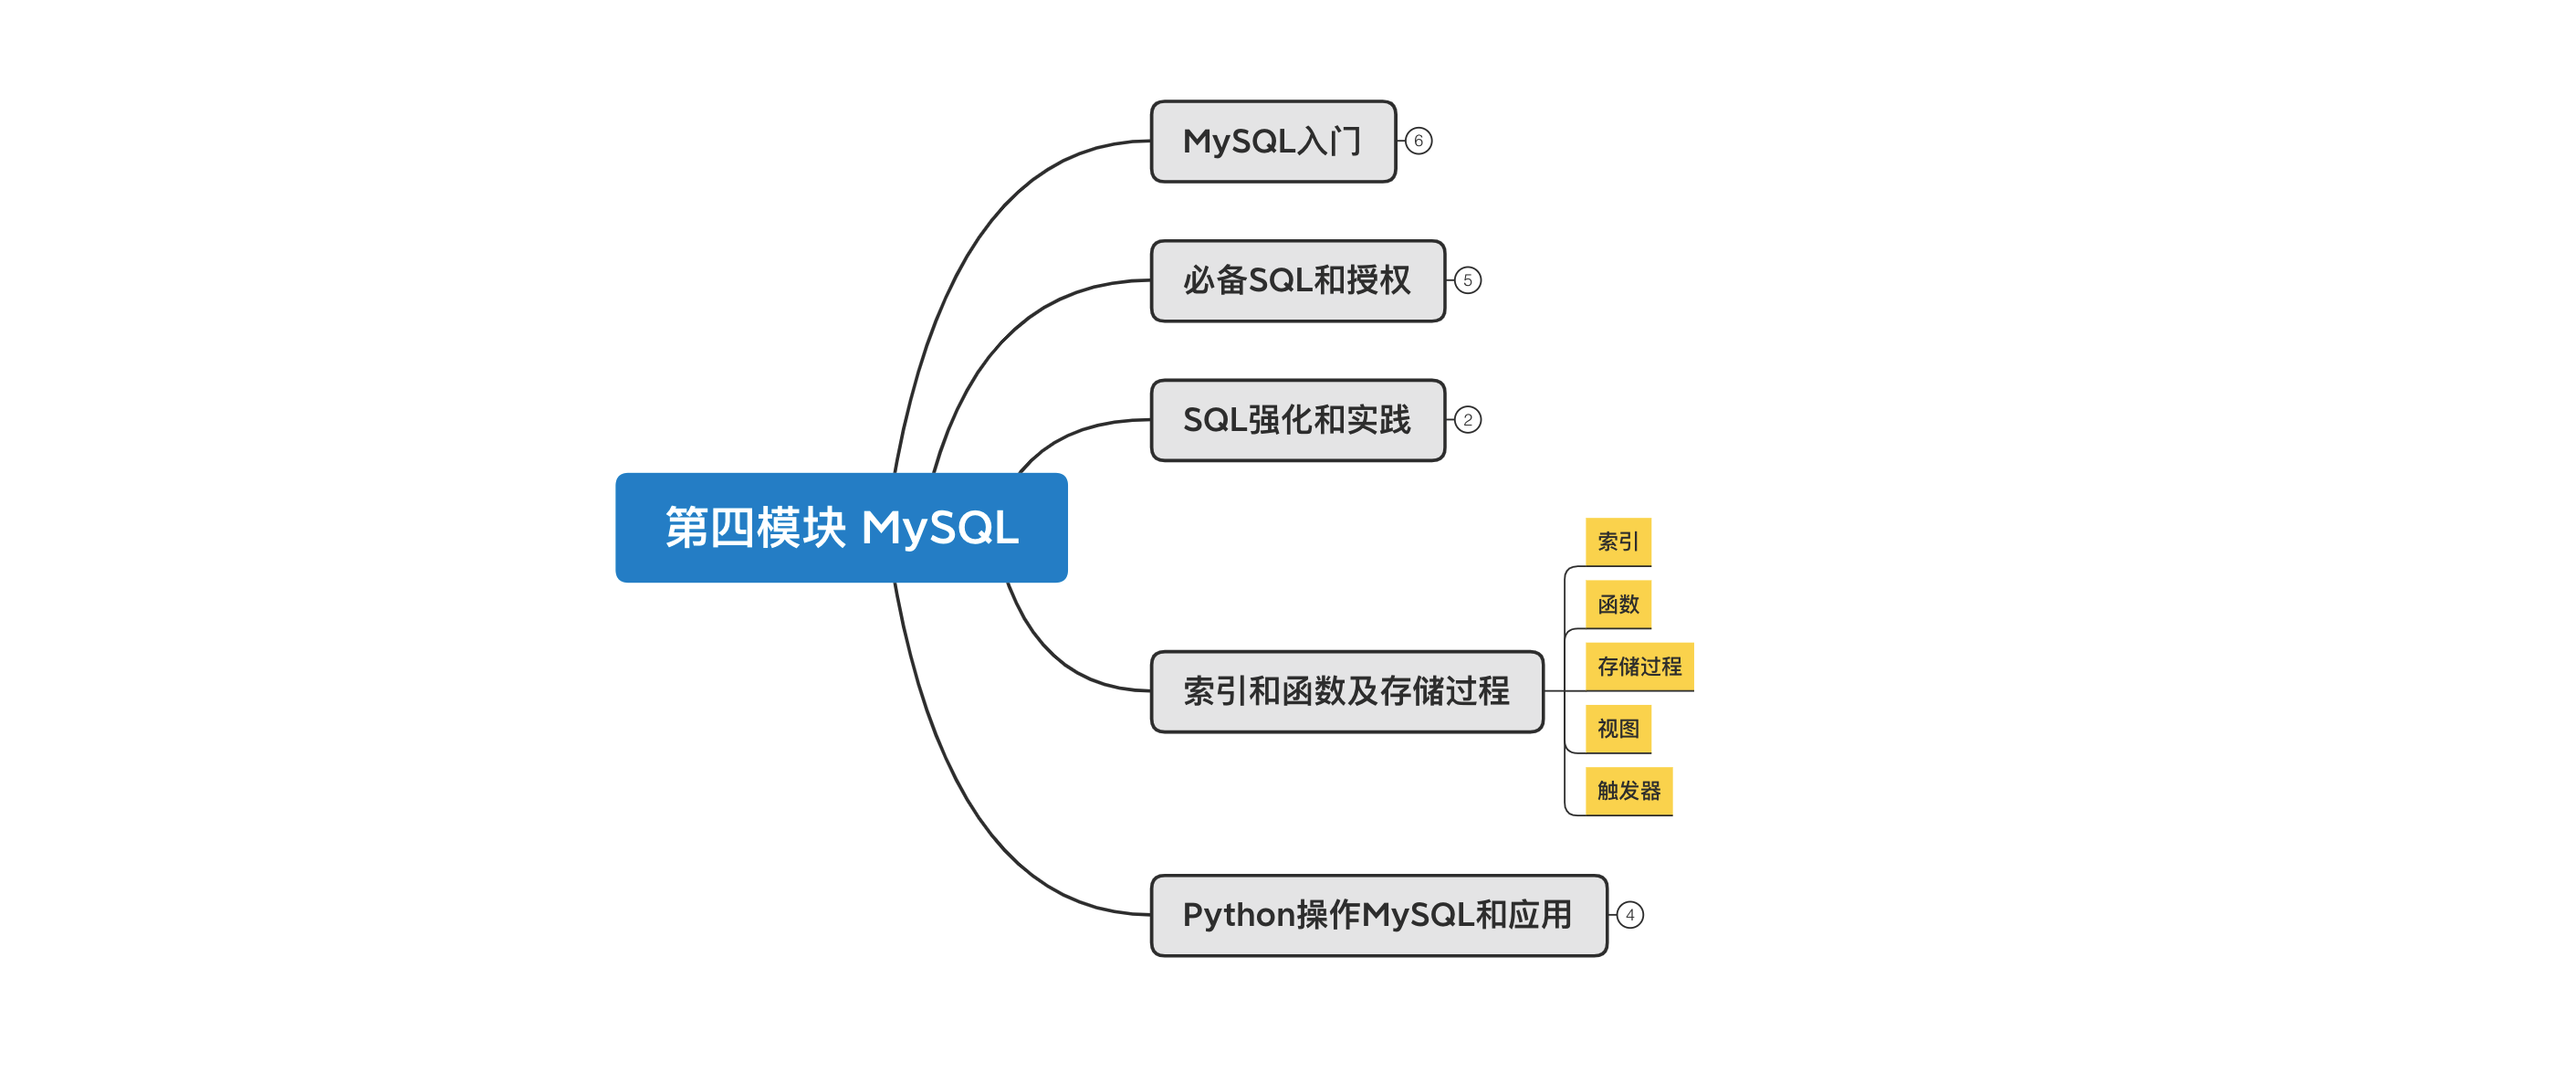 MySQL入门
6
必备SQL和授权
5
SQL强化和实践
2
第四模块 MySQL
索引
函数
存储过程
索引和函数及存储过程
视图
触发器
Python操作MySQL和应用
4